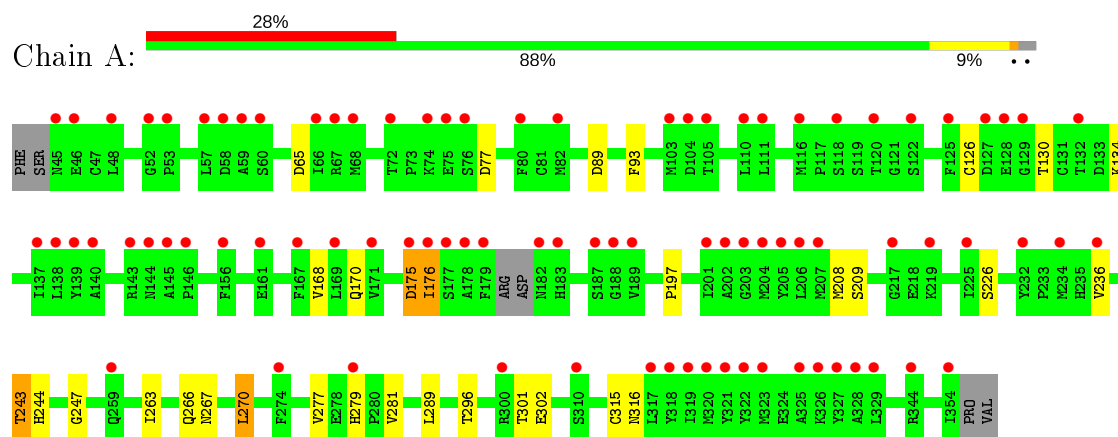 28%
Chain A:
88% 9%
PHE SER N45 E46 C47 L48 G52 P53 L57 D58 A59 S60 D65 I66 R67 M68 T72 P73 K74 E75 S76 D77 F80 C81 M82 D89 F93 M103 D104 T105 L110 L111 M116 P117 S118 S119 T120 G121 S122 F125 C126 D127 E128 G129 T130 C131 T132 D133 K134
I137 L138 Y139 A140 R143 N144 A145 P146 F156 E161 F167 V168 L169 Q170 V171 D175 I176 S177 A178 F179 ARG ASP N182 H183 S187 G188 V189 P197 I201 A202 G203 M204 Y205 L206 M207 M208 S209 G217 E218 K219 I225 S226 Y232 P233 M234 H235 V236
T243 H244 G247 Q259 I263 Q266 N267 L270 F274 V277 E278 H279 P280 V281 L289 T296 R300 T301 E302 S310 C315 N316 L317 Y318 I319 M320 Y321 Y322 M323 E324 A325 K326 Y327 A328 L329 R344 I354 PRO VAL